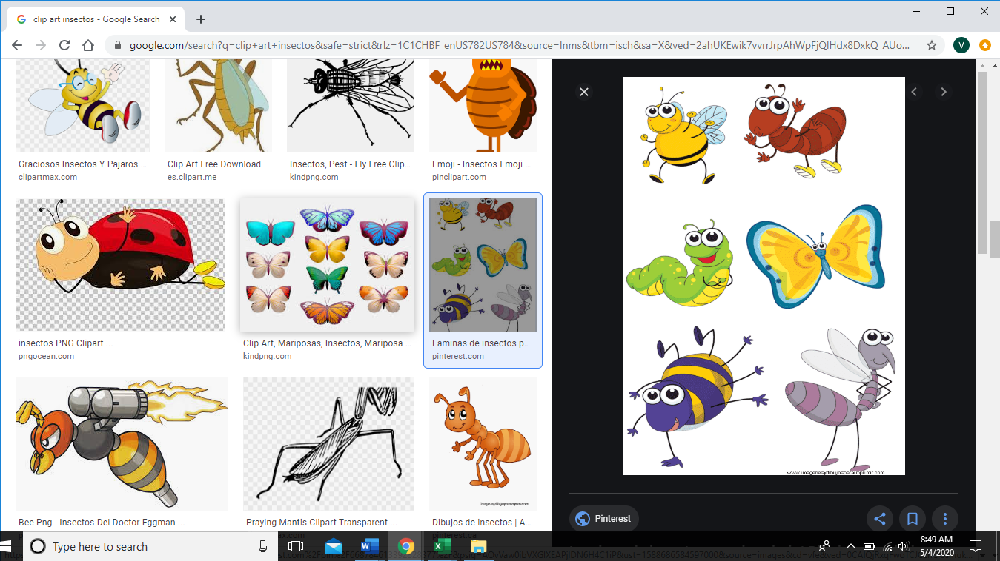 clip art insectos - Google Search
google.com/search?q=clip+art+insectos&safe=strict&rlz=1C1CHBF_enUS782US784&source=lnms&tbm=isch&sa=X&ved=2ahUKEwik7vvrrJrpAhWpFjQIHdx8DxkQ_AUo...
V
Graciosos Insectos Y Pajaros ...
clipartmax.com
Clip Art Free Download
es.clipart.me
Insectos, Pest - Fly Free Clip...
kindpng.com
Emoji - Insectos Emoji ...
pinclipart.com
insectos PNG Clipart ...
pngocean.com
Clip Art, Mariposas, Insectos, Mariposa ...
kindpng.com
Laminas de insectos p...
pinterest.com
Bee Png - Insectos Del Doctor Eggman ...
Praying Mantis Clipart Transparent ...
Dibujos de insectos | A...
pinterest.ca
www.imagenesydibujosparaimprimir.com
Pinterest
Type here to search
8:49 AM
5/4/2020